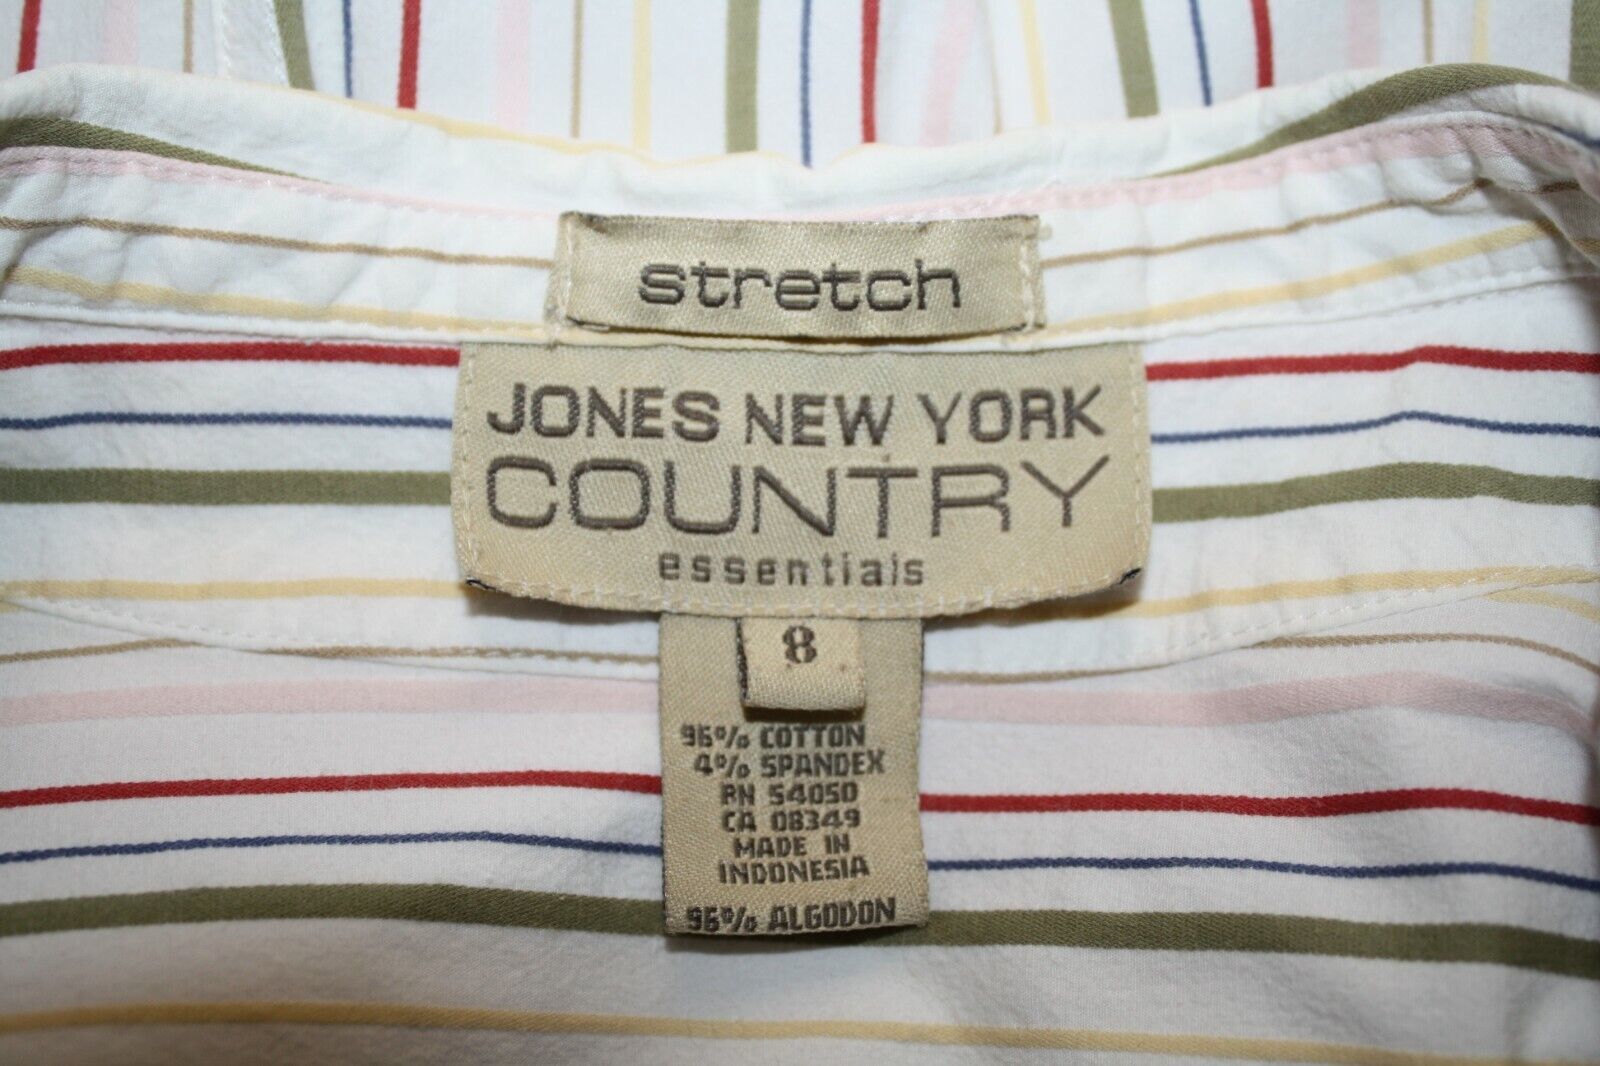 stretch
JONES NEW YORK
COUNTRY
essentials
8
96% COTTON
4% SPANDEX
RN 54050
CA 08349
MADE IN
INDONESIA
96% ALGODON